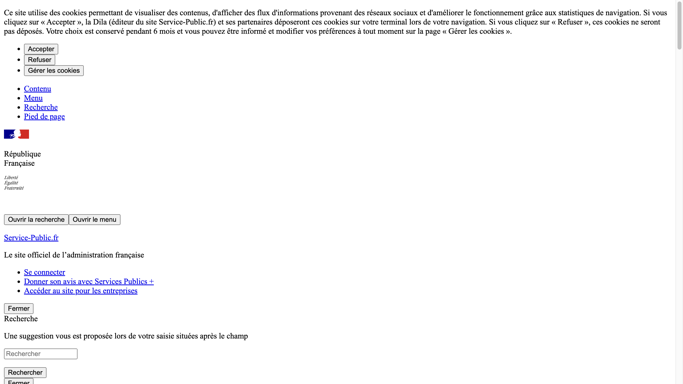 Ce site utilise des cookies permettant de visualiser des contenus, d'afficher des flux d'informations provenant des réseaux sociaux et d'améliorer le fonctionnement grâce aux statistiques de navigation. Si vous
cliquez sur « Accepter », la Dila (éditeur du site Service-Public.fr) et ses partenaires déposeront ces cookies sur votre terminal lors de votre navigation. Si vous cliquez sur « Refuser », ces cookies ne seront
pas déposés. Votre choix est conservé pendant 6 mois et vous pouvez être informé et modifier vos préférences à tout moment sur la page « Gérer les cookies ».
Accepter
Refuser
Gérer les cookies
Contenu
Menu
Recherche
Pied de page
République
Française
Liberté
Égalité
Fraternité
Ouvrir la recherche Ouvrir le menu
Service-Public.fr
Le site officiel de l’administration française
Se connecter
Donner son avis avec Services Publics +
Accéder au site pour les entreprises
Fermer
Recherche
Une suggestion vous est proposée lors de votre saisie situées après le champ
Rechercher
Rechercher
Fermer